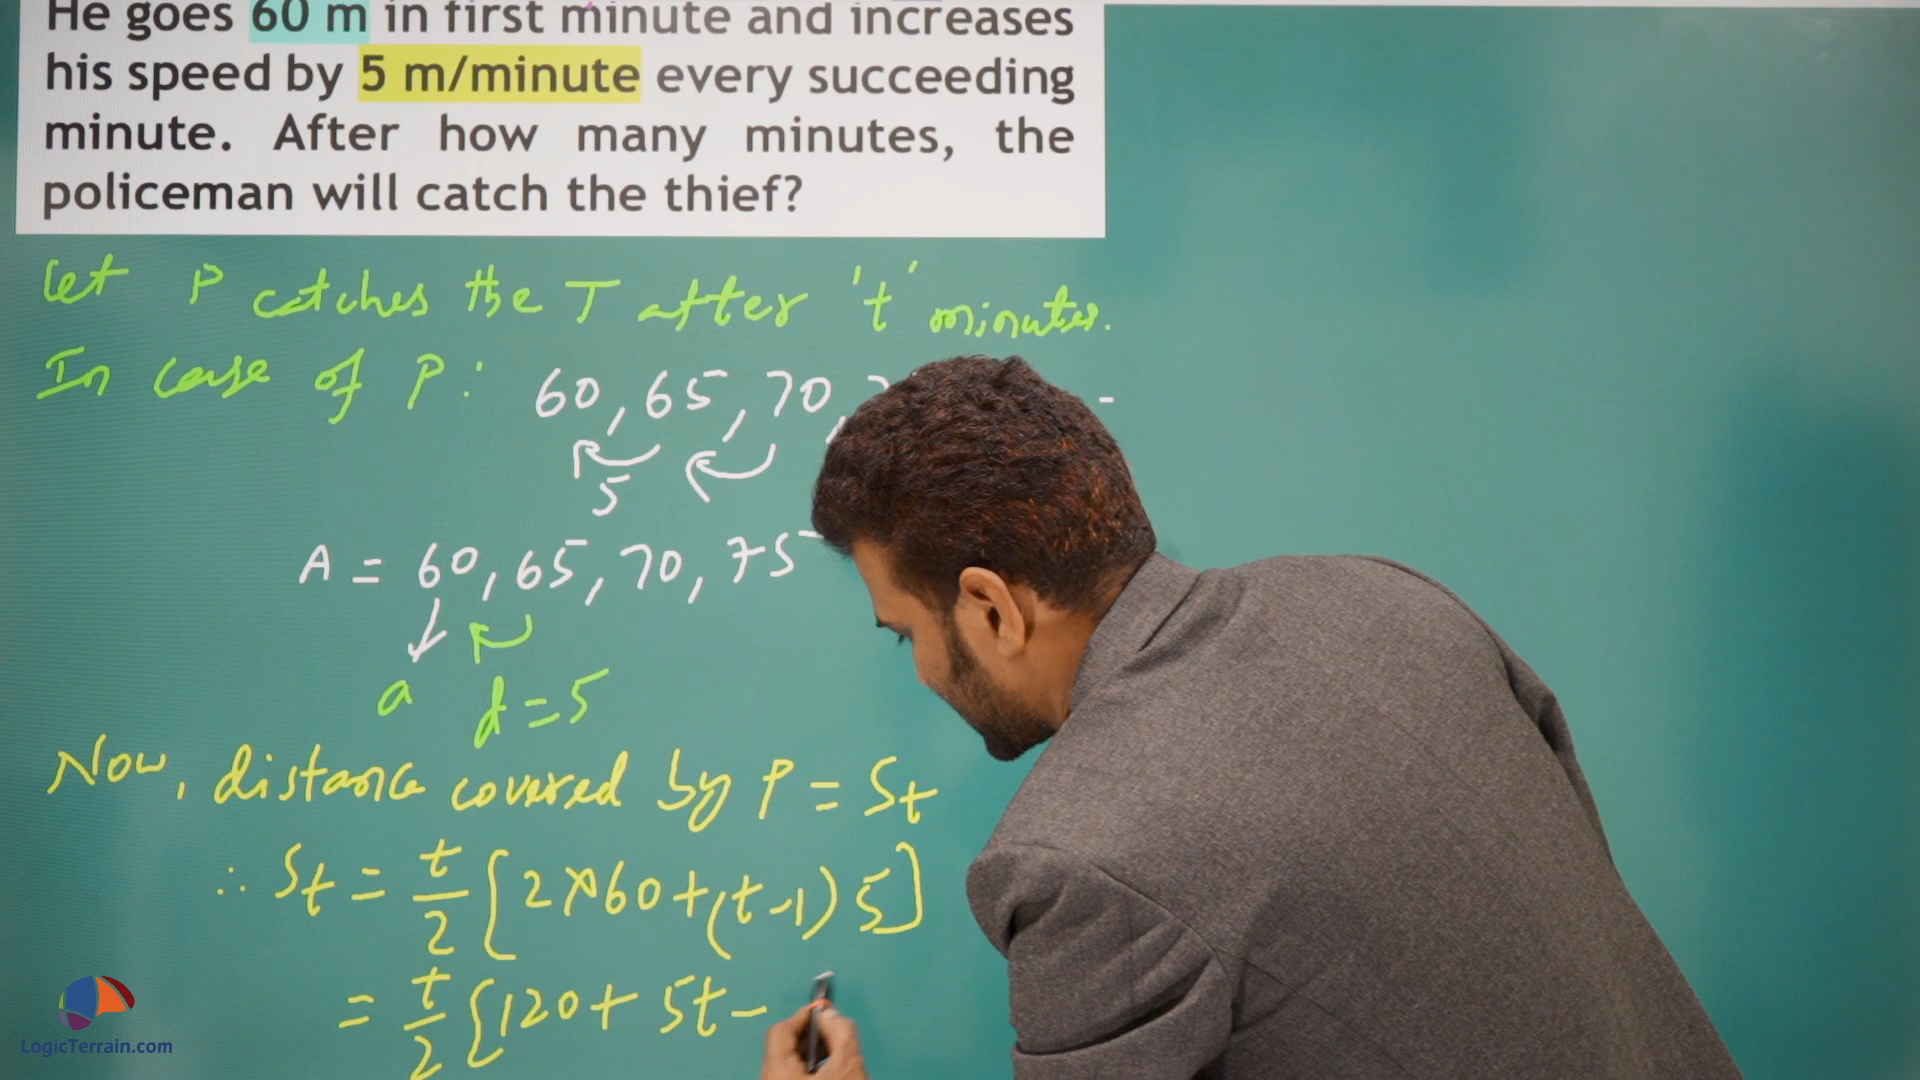 He goes 60 m in first minute and increases
his speed by 5 m/minute every succeeding
minute. After how many minutes, the
policeman will catch the thief?
Let P catches the T after 't' minutes.
In case of P: 60, 65, 70,
5
A = 60, 65, 70, 75
a d = 5
Now, distance covered by P = St
∴ St = t/2 [2×60+(t-1)5]
= t/2 [120+5t-
LogicTerrain.com